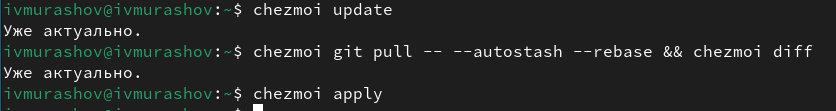 ivmurashov@ivmurashov:~$ chezmoi update
Уже актуально.
ivmurashov@ivmurashov:~$ chezmoi git pull -- --autostash --rebase && chezmoi diff
Уже актуально.
ivmurashov@ivmurashov:~$ chezmoi apply
ivmurashov@ivmurashov:~$